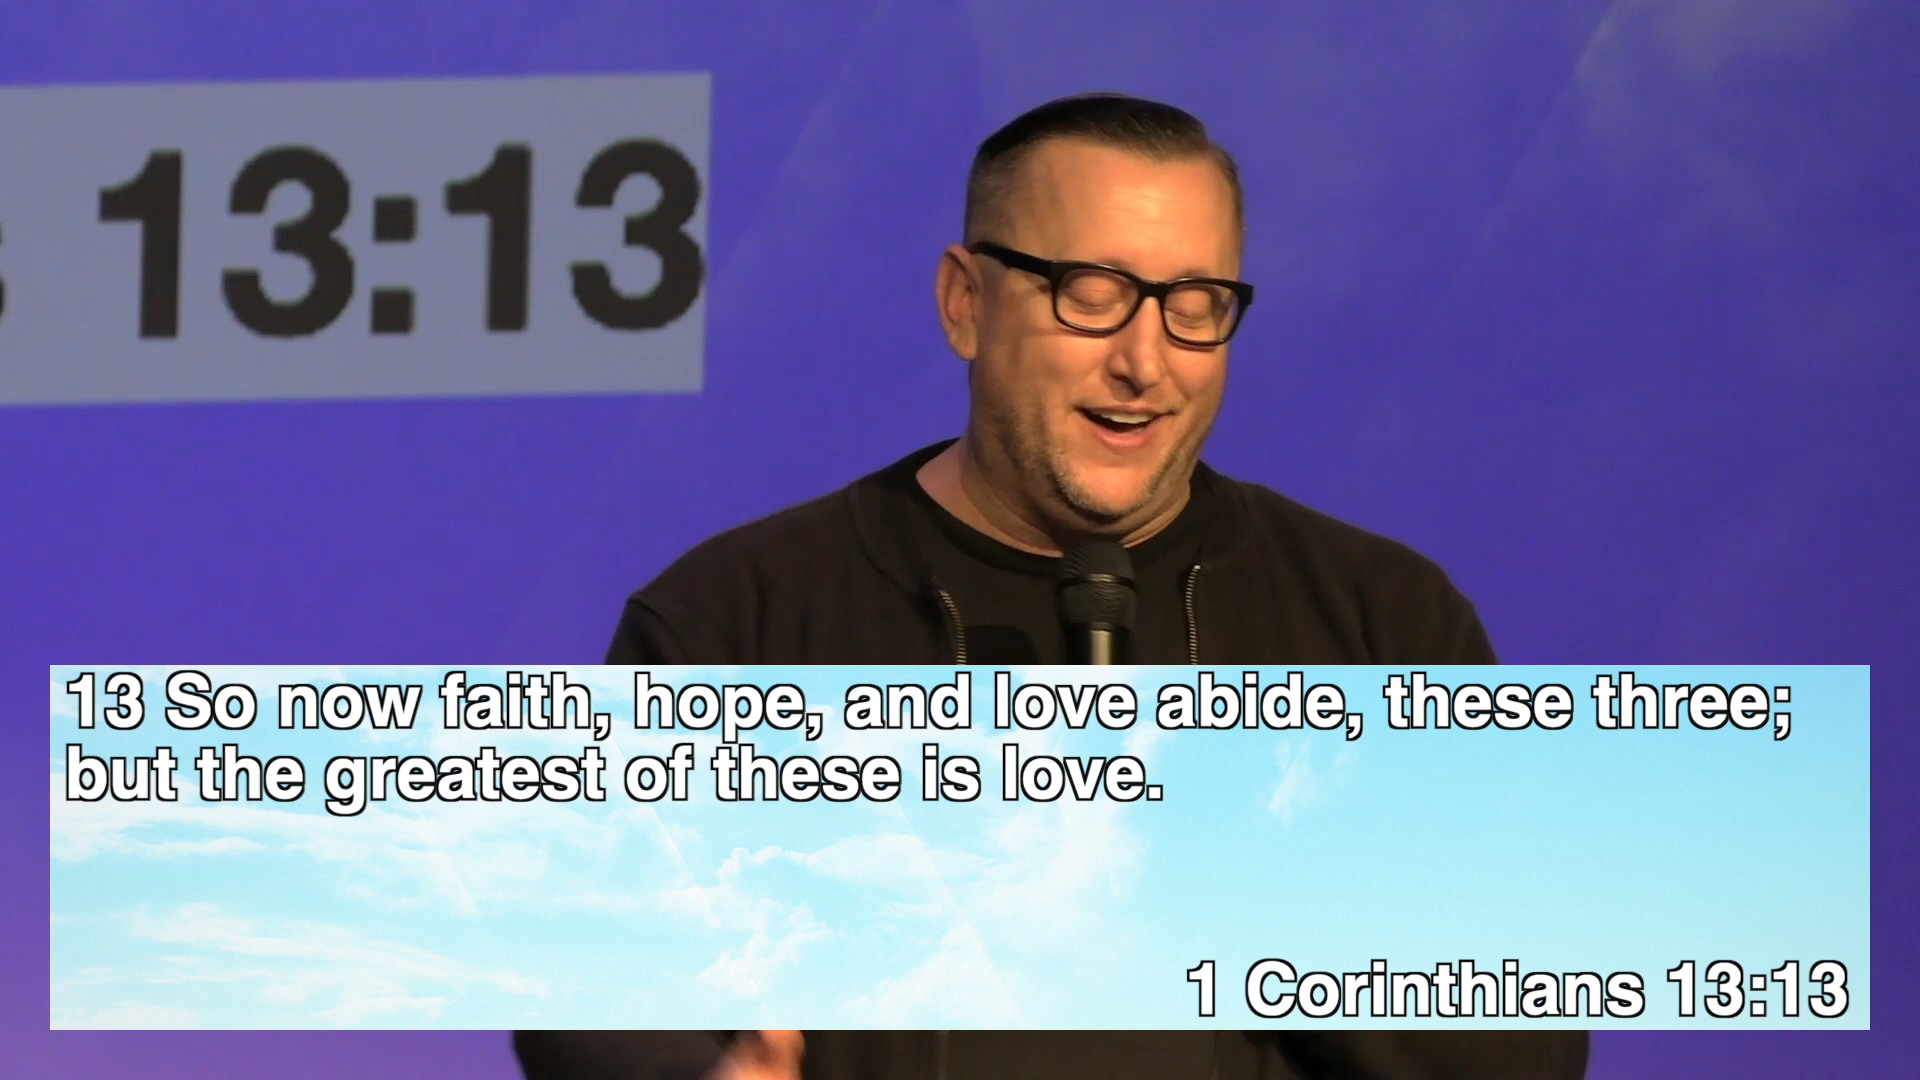 13:13
13 So now faith, hope, and love abide, these three;
but the greatest of these is love.
1 Corinthians 13:13